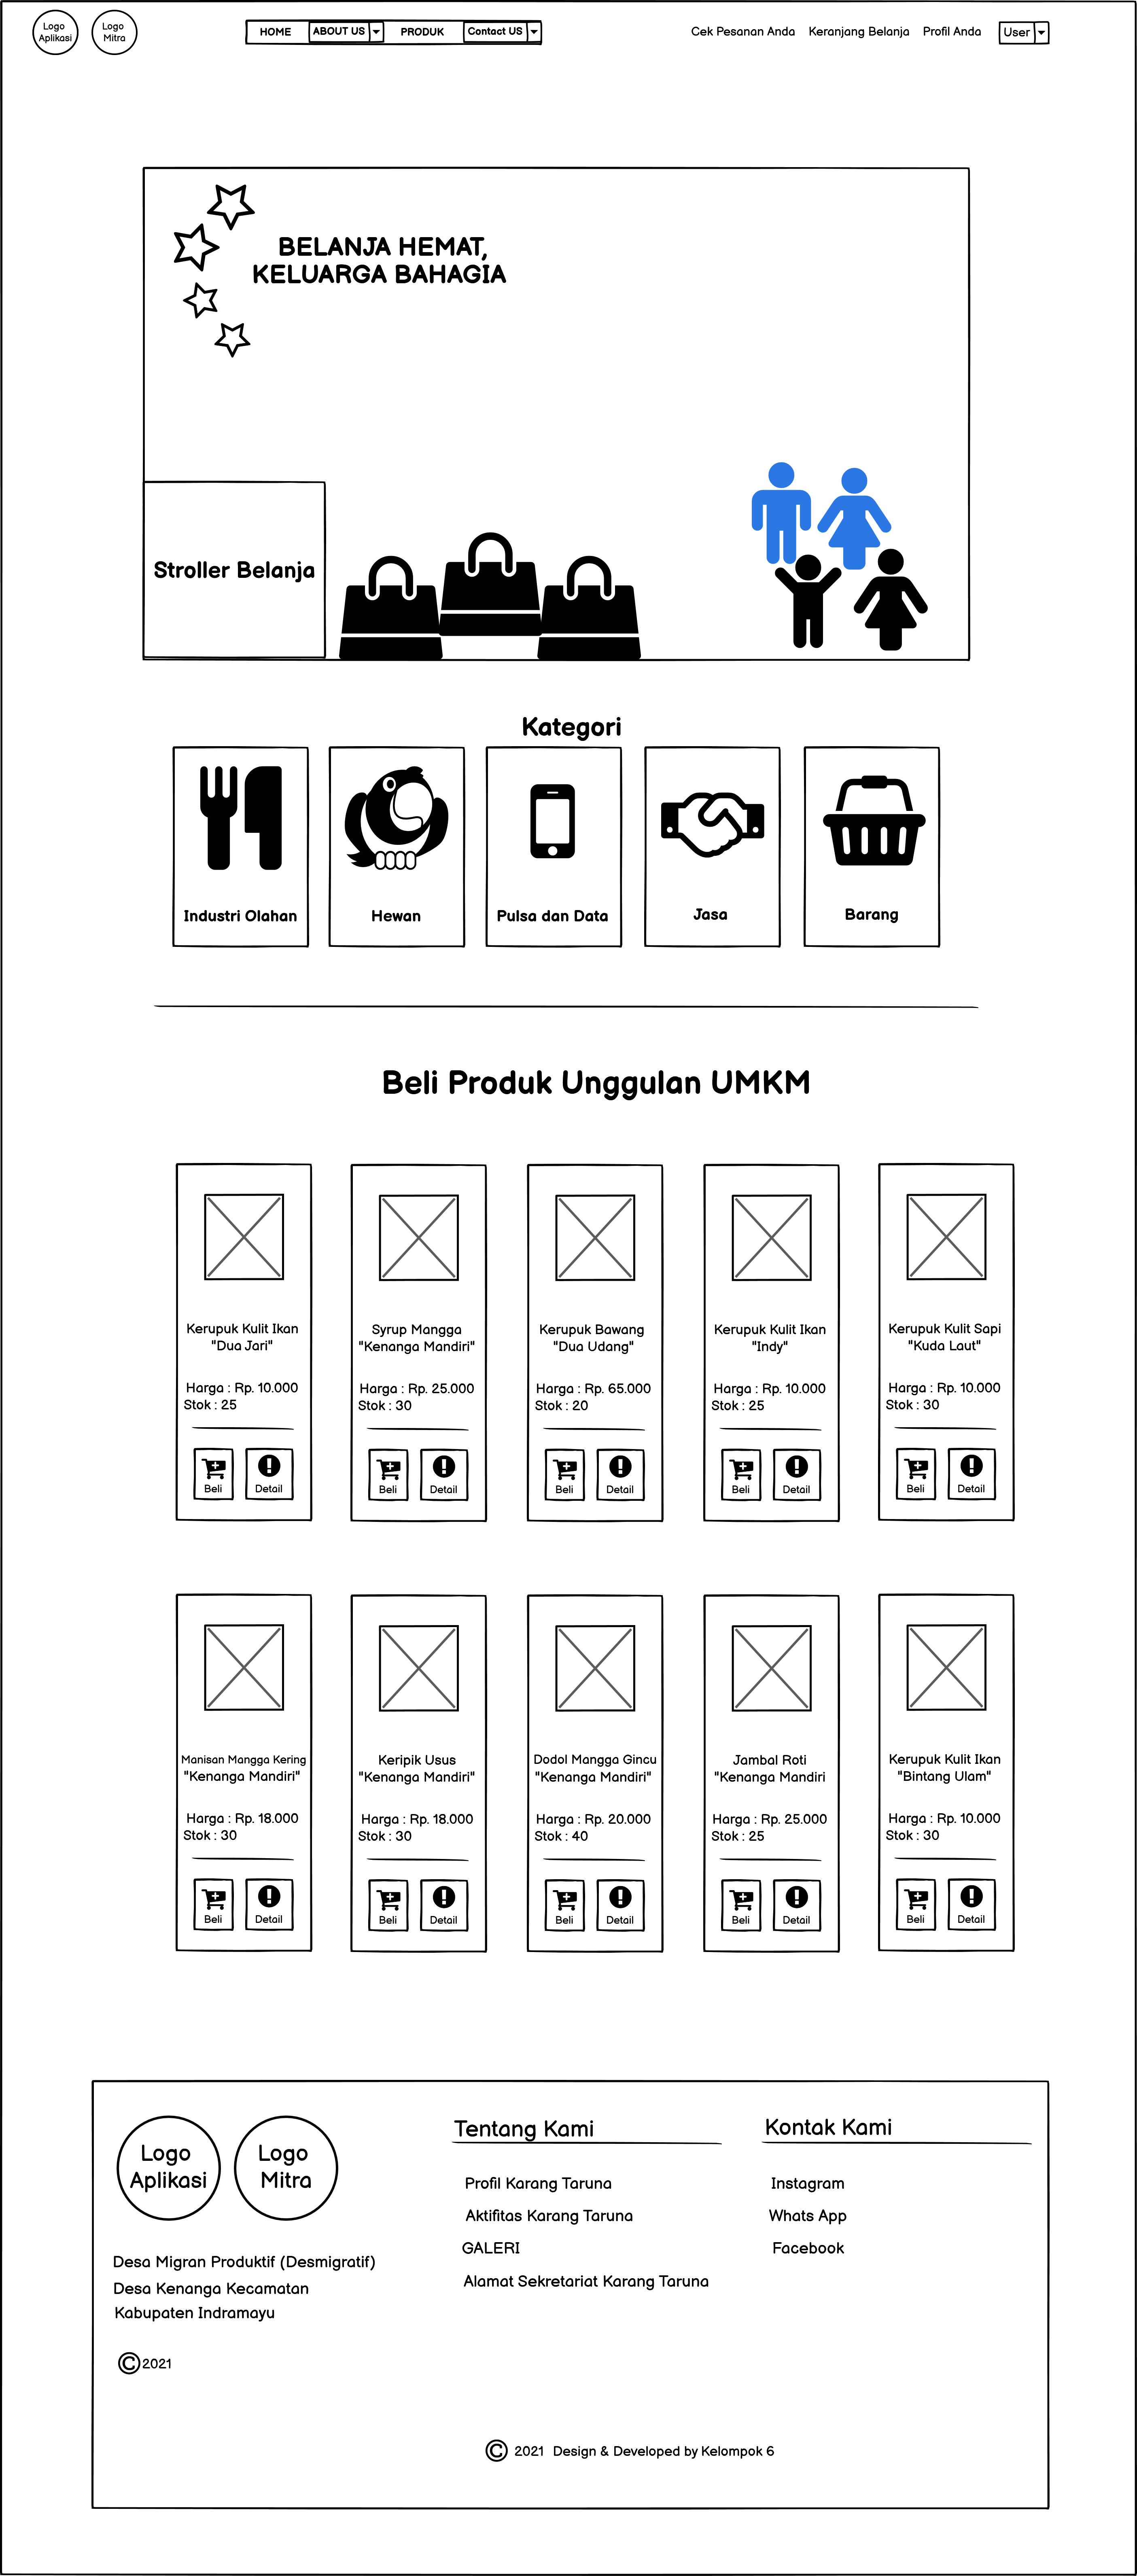 Logo
Aplikasi
Logo
Mitra
HOME
ABOUT US
PRODUK
Contact US
Cek Pesanan Anda
Keranjang Belanja
Profil Anda
User
BELANJA HEMAT,
KELUARGA BAHAGIA
Stroller Belanja
Kategori
Industri Olahan
Hewan
Pulsa dan Data
Jasa
Barang
Beli Produk Unggulan UMKM
Kerupuk Kulit Ikan
"Dua Jari"
Harga : Rp. 10.000
Stok : 25
Beli
Detail
Syrup Mangga
"Kenanga Mandiri"
Harga : Rp. 25.000
Stok : 30
Beli
Detail
Kerupuk Bawang
"Dua Udang"
Harga : Rp. 65.000
Stok : 20
Beli
Detail
Kerupuk Kulit Ikan
"Indy"
Harga : Rp. 10.000
Stok : 25
Beli
Detail
Kerupuk Kulit Sapi
"Kuda Laut"
Harga : Rp. 10.000
Stok : 30
Beli
Detail
Manisan Mangga Kering
"Kenanga Mandiri"
Harga : Rp. 18.000
Stok : 30
Beli
Detail
Keripik Usus
"Kenanga Mandiri"
Harga : Rp. 18.000
Stok : 30
Beli
Detail
Dodol Mangga Gincu
"Kenanga Mandiri"
Harga : Rp. 20.000
Stok : 40
Beli
Detail
Jambal Roti
"Kenanga Mandiri
Harga : Rp. 25.000
Stok : 25
Beli
Detail
Kerupuk Kulit Ikan
"Bintang Ulam"
Harga : Rp. 10.000
Stok : 30
Beli
Detail
Logo
Aplikasi
Logo
Mitra
Desa Migran Produktif (Desmigratif)
Desa Kenanga Kecamatan
Kabupaten Indramayu
© 2021
Tentang Kami
Profil Karang Taruna
Aktifitas Karang Taruna
GALERI
Alamat Sekretariat Karang Taruna
Kontak Kami
Instagram
Whats App
Facebook
© 2021 Design & Developed by Kelompok 6